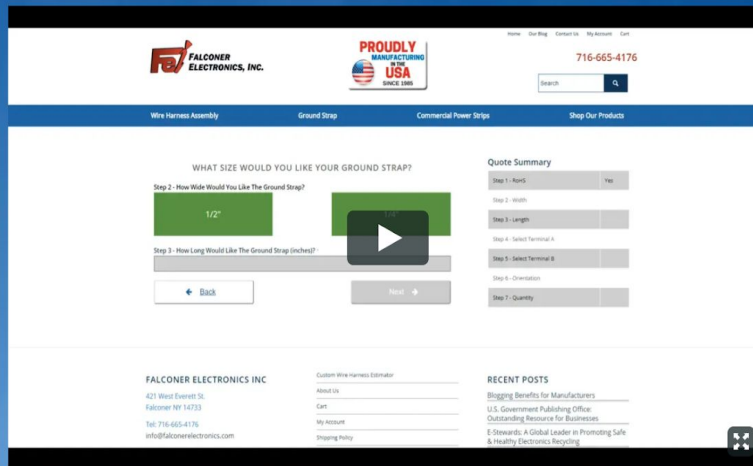 Home Our Blog Contact Us My Account Cart
FALCONER
ELECTRONICS, INC.
PROUDLY
MANUFACTURING
IN THE
USA
SINCE 1985
716-665-4176
Search
Wire Harness Assembly Ground Strap Commercial Power Strips Shop Our Products
WHAT SIZE WOULD YOU LIKE YOUR GROUND STRAP?
Step 2 - How Wide Would You Like The Ground Strap?
1/2"
Step 3 - How Long Would Like The Ground Strap (inches)?
Back
Next
Quote Summary
Step 1 - RoHS Yes
Step 2 - Width
Step 3 - Length
Step 4 - Select Terminal A
Step 5 - Select Terminal B
Step 6 - Orientation
Step 7 - Quantity
FALCONER ELECTRONICS INC
421 West Everett St.
Falconer NY 14733
Tel: 716-665-4176
info@falconerelectronics.com
Custom Wire Harness Estimator
About Us
Cart
My Account
Shipping Policy
RECENT POSTS
Blogging Benefits for Manufacturers
U.S. Government Publishing Office:
Outstanding Resource for Businesses
E-Stewards: A Global Leader in Promoting Safe
& Healthy Electronics Recycling